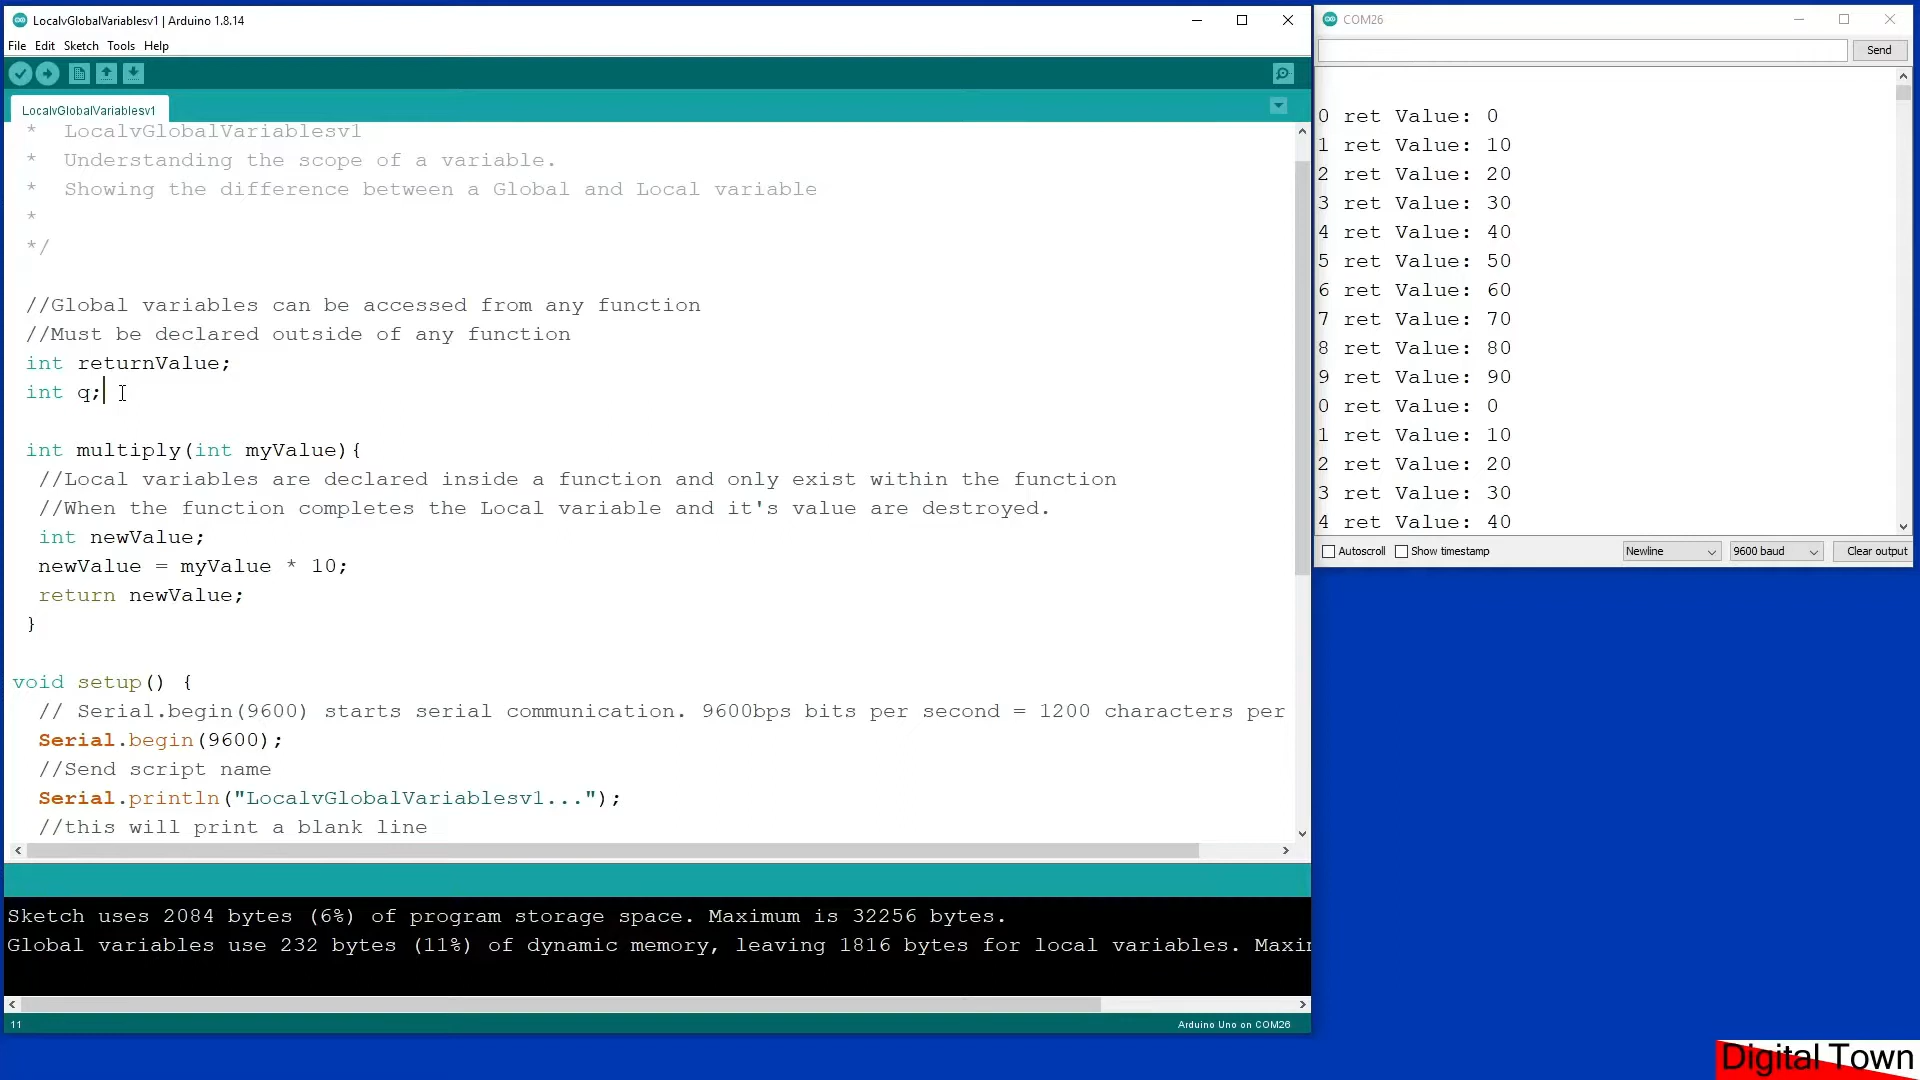 LocalvGlobalVariablesv1 | Arduino 1.8.14
File Edit Sketch Tools Help
LocalvGlobalVariablesv1
* LocalvGlobalVariablesv1
* Understanding the scope of a variable.
* Showing the difference between a Global and Local variable
*
*/
//Global variables can be accessed from any function
//Must be declared outside of any function
int returnValue;
int q;
int multiply(int myValue){
//Local variables are declared inside a function and only exist within the function
//When the function completes the Local variable and it's value are destroyed.
int newValue;
newValue = myValue * 10;
return newValue;
}
void setup() {
// Serial.begin(9600) starts serial communication. 9600bps bits per second = 1200 characters per
Serial.begin(9600);
//Send script name
Serial.println("LocalvGlobalVariablesv1...");
//this will print a blank line
Sketch uses 2084 bytes (6%) of program storage space. Maximum is 32256 bytes.
Global variables use 232 bytes (11%) of dynamic memory, leaving 1816 bytes for local variables. Maxim
11
Arduino Uno on COM26
COM26
Send
0 ret Value: 0
1 ret Value: 10
2 ret Value: 20
3 ret Value: 30
4 ret Value: 40
5 ret Value: 50
6 ret Value: 60
7 ret Value: 70
8 ret Value: 80
9 ret Value: 90
0 ret Value: 0
1 ret Value: 10
2 ret Value: 20
3 ret Value: 30
4 ret Value: 40
Autoscroll Show timestamp Newline 9600 baud Clear output
Digital Town